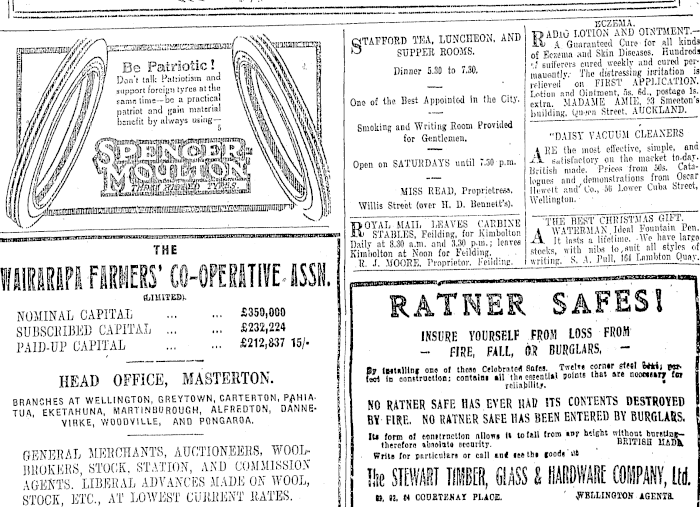 Be Patriotic!
Don't talk Patriotism and
support foreign tyres at the
same time—be a practical
patriot and gain material
benefit by always using—
5
SPENCER-
MOULTON
THREE RIBBED TYRES.
THE
WAIRARAPA FARMERS' CO-OPERATIVE ASSN.
(LIMITED).
NOMINAL CAPITAL ... ... £350,000
SUBSCRIBED CAPITAL ... ... £232,224
PAID-UP CAPITAL ... ... £212,837 15/-
HEAD OFFICE, MASTERTON.
BRANCHES AT WELLINGTON, GREYTOWN, CARTERTON, PAHIA-
TUA, EKETAHUNA, MARTINBOROUGH, ALFREDTON, DANNE-
VIRKE, WOODVILLE, AND PONGAROA.
GENERAL MERCHANTS, AUCTIONEERS, WOOL-
BROKERS, STOCK, STATION, AND COMMISSION
AGENTS. LIBERAL ADVANCES MADE ON WOOL,
STOCK, ETC., AT LOWEST CURRENT RATES.
STAFFORD TEA, LUNCHEON, AND
SUPPER ROOMS.
Dinner 5.30 to 7.30.
One of the Best Appointed in the City.
Smoking and Writing Room Provided
for Gentlemen.
Open on SATURDAYS until 7.30 p.m.
MISS READ, Proprietress.
Willis Street (over H. D. Bennett's).
ROYAL MAIL LEAVES CARBINE
STABLES, Feilding, for Kimbolton
Daily at 8.30 a.m. and 3.30 p.m.; leaves
Kimbolton at Noon for Feilding.
R. J. MOORE, Proprietor, Feilding.
ECZEMA.
RADIO LOTION AND OINTMENT.—
A Guaranteed Cure for all kinds
of Eczema and Skin Diseases. Hundreds
of sufferers cured weekly and cured per-
manently. The distressing irritation is
relieved on FIRST APPLICATION.
Lotion and Ointment, 5s. 6d., postage 1s.
extra. MADAME AMIE, 93 Smeeton's
building, Queen Street, AUCKLAND.
"DAISY VACUUM CLEANERS
ARE the most effective, simple, and
satisfactory on the market to-day.
British made. Prices from 50s. Cata-
logues and demonstrations from Oscar
Hewett and Co., 56 Lower Cuba Street,
Wellington.
THE BEST CHRISTMAS GIFT.
A WATERMAN Ideal Fountain Pen.
It lasts a lifetime. We have large
stocks, with nibs to suit all styles of
writing. S. A. Pull, 164 Lambton Quay.
RATNER SAFES!
INSURE YOURSELF FROM LOSS FROM
— FIRE, FALL, OR BURGLARS, —
By installing one of these Celebrated Safes. Twelve corner steel bent; per-
fect in construction; contains all the essential points that are necessary for
reliability.
NO RATNER SAFE HAS EVER HAD ITS CONTENTS DESTROYED
BY FIRE. NO RATNER SAFE HAS BEEN ENTERED BY BURGLARS.
Its form of construction allows it to fall from any height without bursting—
therefore absolute security. BRITISH MADE.
Write for particulars or call and see the goods at
The STEWART TIMBER, GLASS & HARDWARE COMPANY, Ltd.
COURTENAY PLACE. WELLINGTON AGENTS.